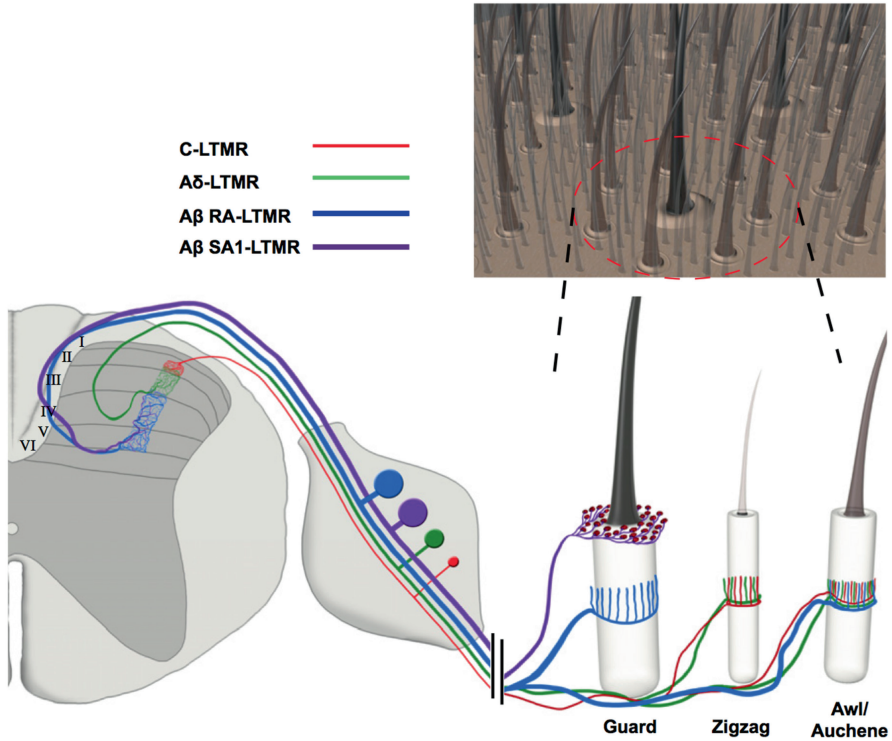 C-LTMR
Aδ-LTMR
Aβ RA-LTMR
Aβ SA1-LTMR
I
II
III
IV
V
VI
Guard
Zigzag
Awl/
Auchene